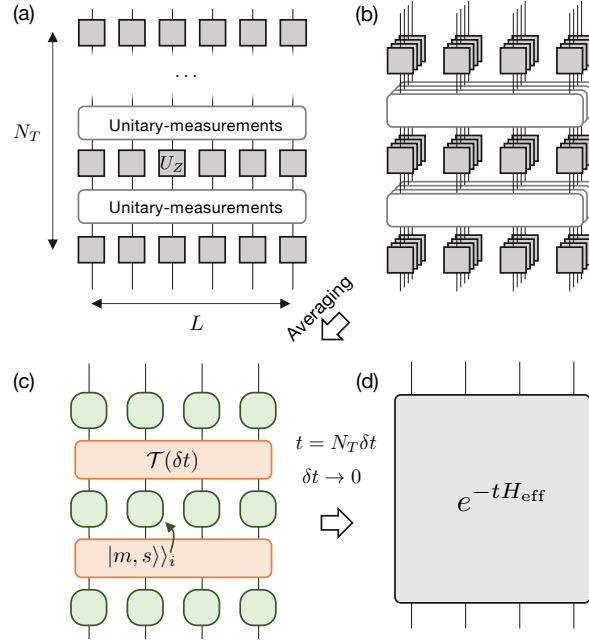 (a)
(b)
. . .
N_T
Unitary-measurements
U_Z
Unitary-measurements
L
Averaging
(c)
(d)
𝒯(δt)
t = N_T δt
δt → 0
e^{-tH_eff}
|m, s⟩⟩_i